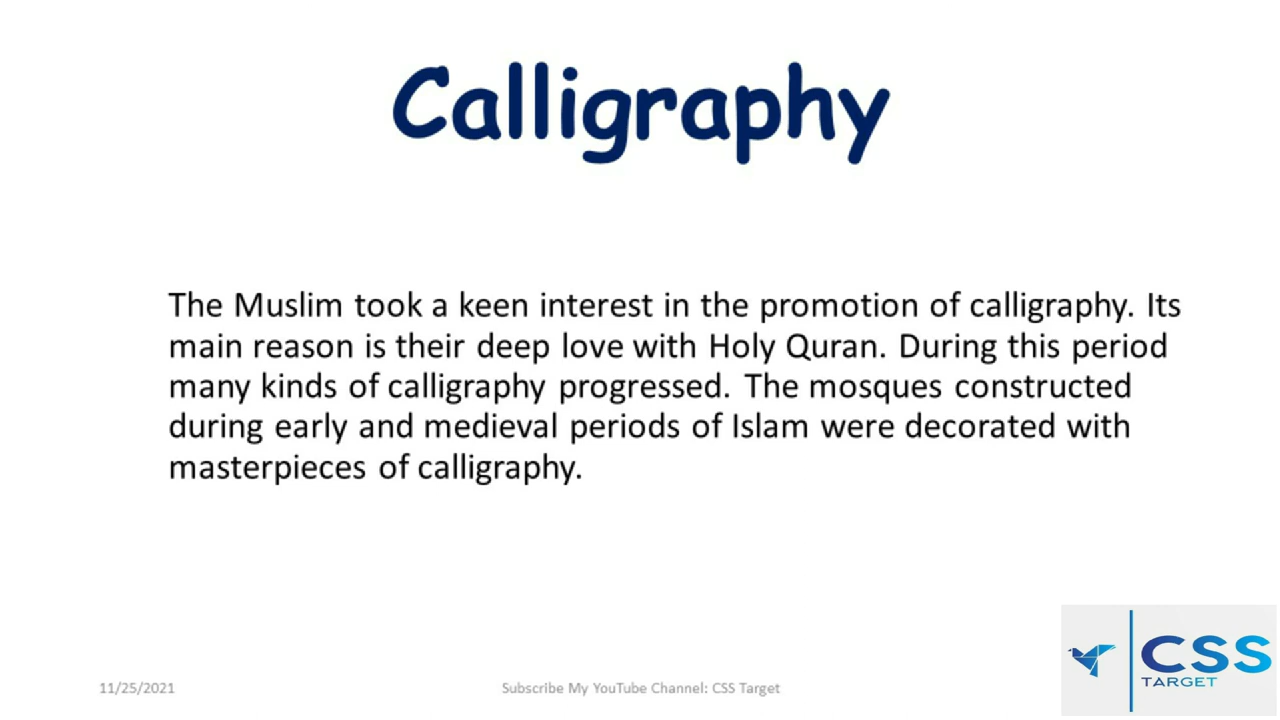 Calligraphy
The Muslim took a keen interest in the promotion of calligraphy. Its
main reason is their deep love with Holy Quran. During this period
many kinds of calligraphy progressed. The mosques constructed
during early and medieval periods of Islam were decorated with
masterpieces of calligraphy.
CSS
TARGET
11/25/2021
Subscribe My YouTube Channel: CSS Target